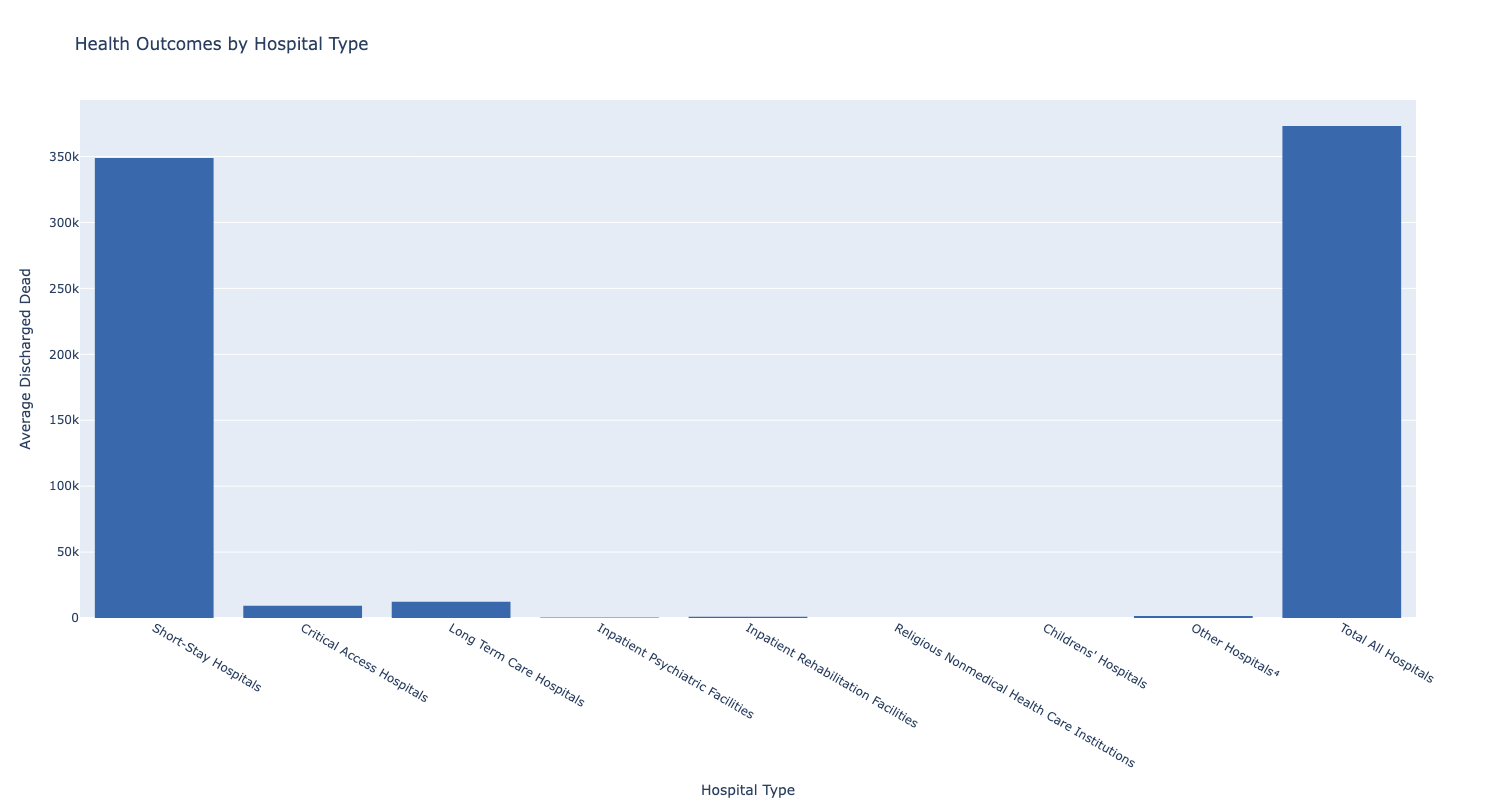 Health Outcomes by Hospital Type
Average Discharged Dead
350k
300k
250k
200k
150k
100k
50k
0
Short-Stay Hospitals
Critical Access Hospitals
Long Term Care Hospitals
Inpatient Psychiatric Facilities
Inpatient Rehabilitation Facilities
Religious Nonmedical Health Care Institutions
Childrens' Hospitals
Other Hospitals⁴
Total All Hospitals
Hospital Type